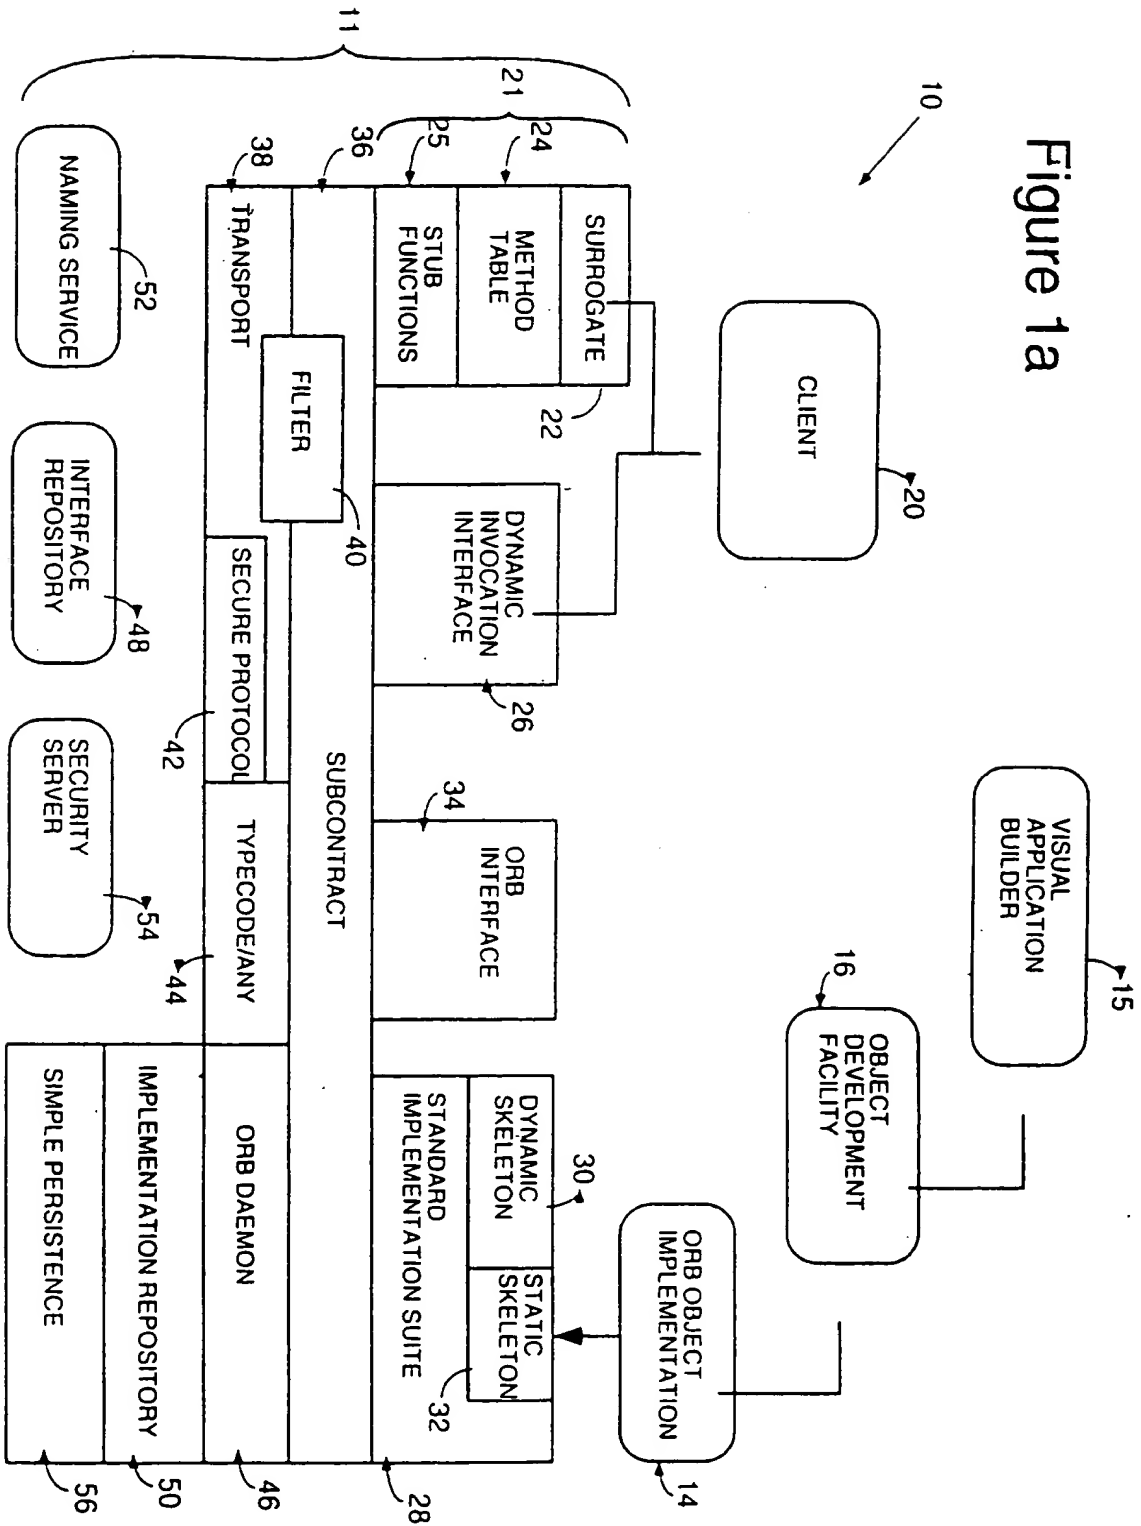 Figure 1a
10
CLIENT
20
VISUAL
APPLICATION
BUILDER
15
16
OBJECT
DEVELOPMENT
FACILITY
ORB OBJECT
IMPLEMENTATION
14
11
21
22
SURROGATE
24
METHOD
TABLE
25
STUB
FUNCTIONS
DYNAMIC
INVOCATION
INTERFACE
26
34
ORB
INTERFACE
30
DYNAMIC
SKELETON
STATIC
SKELETON
32
STANDARD
IMPLEMENTATION SUITE
28
36
SUBCONTRACT
FILTER
40
38
TRANSPORT
SECURE PROTOCOL
42
TYPECODE/ANY
44
ORB DAEMON
46
IMPLEMENTATION REPOSITORY
50
SIMPLE PERSISTENCE
56
NAMING SERVICE
52
INTERFACE
REPOSITORY
48
SECURITY
SERVER
54